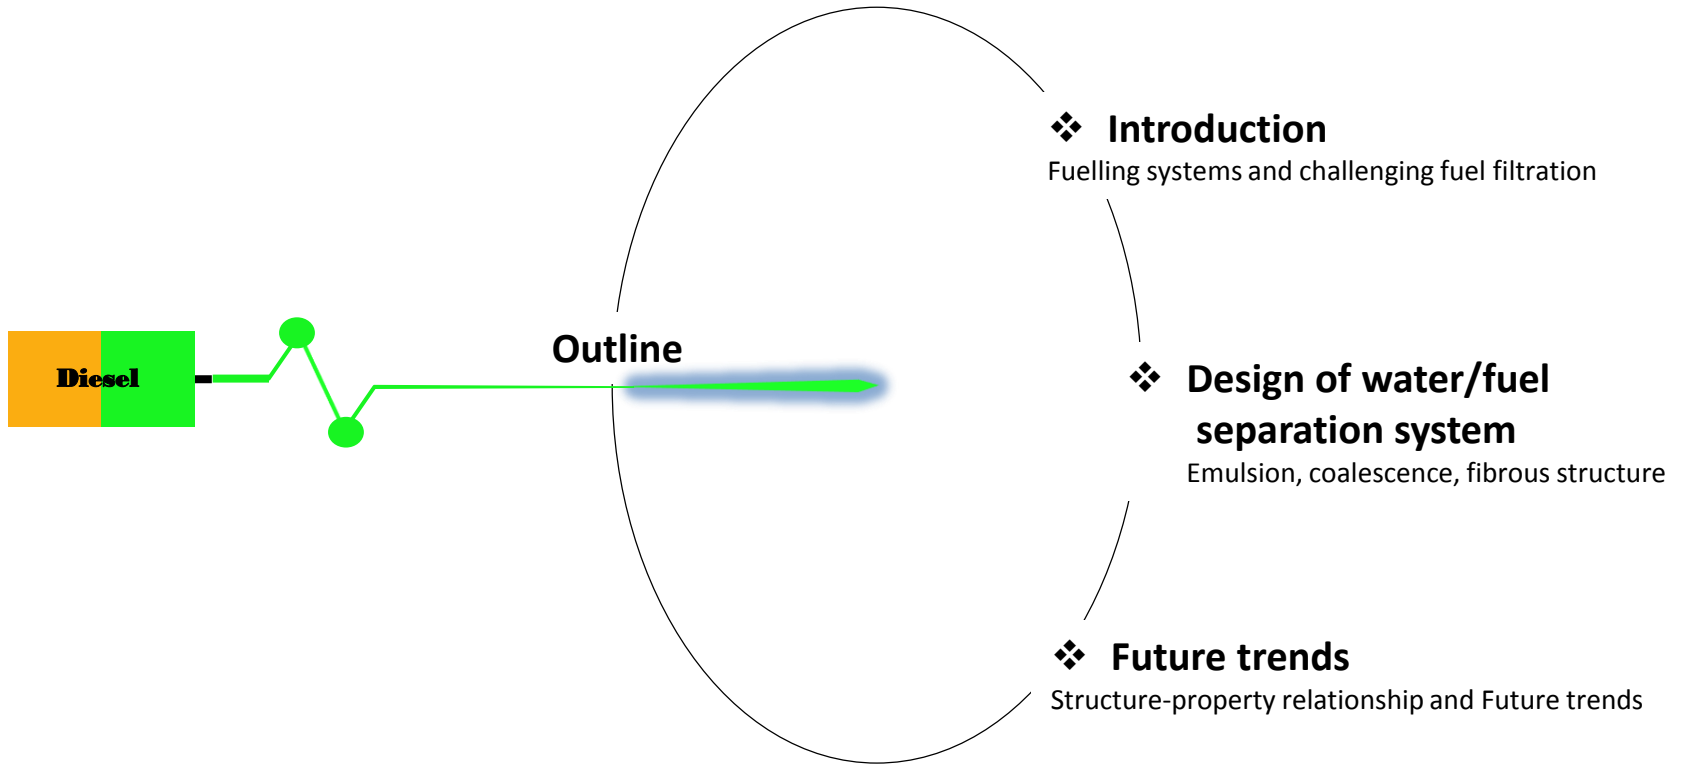 Diesel
Outline
❖ Introduction
Fuelling systems and challenging fuel filtration
❖ Design of water/fuel
separation system
Emulsion, coalescence, fibrous structure
❖ Future trends
Structure-property relationship and Future trends